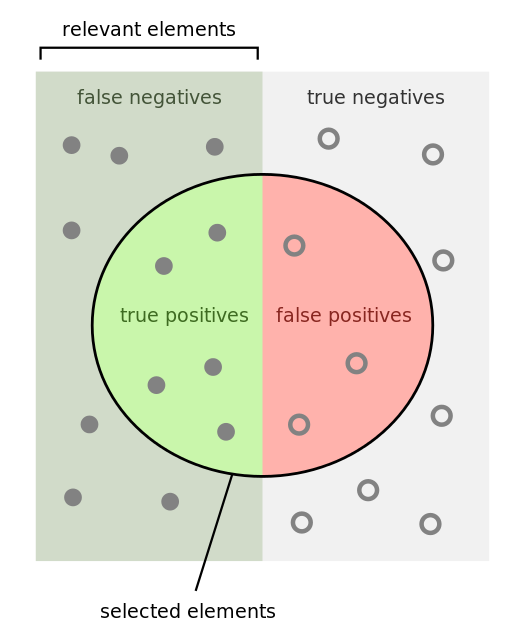 relevant elements
false negatives
true negatives
true positives
false positives
selected elements